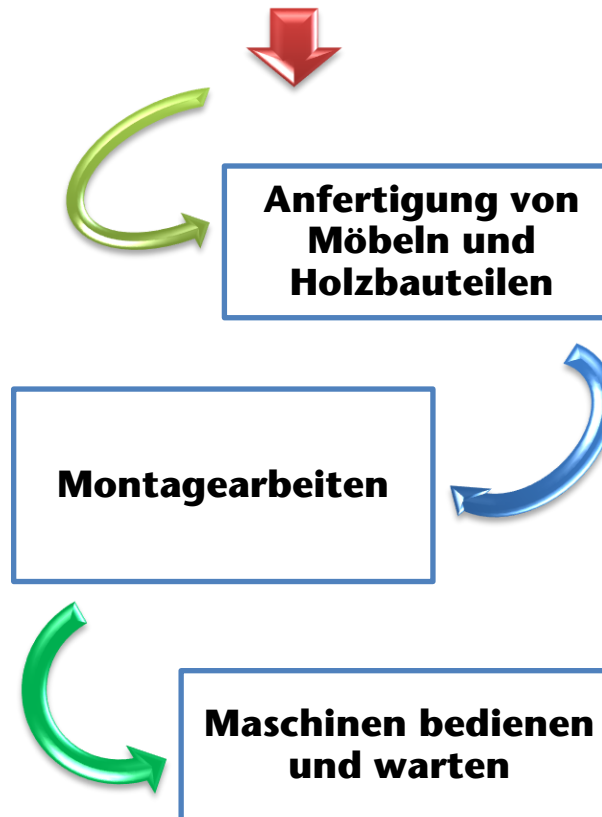 Anfertigung von
Möbeln und
Holzbauteilen
Montagearbeiten
Maschinen bedienen
und warten